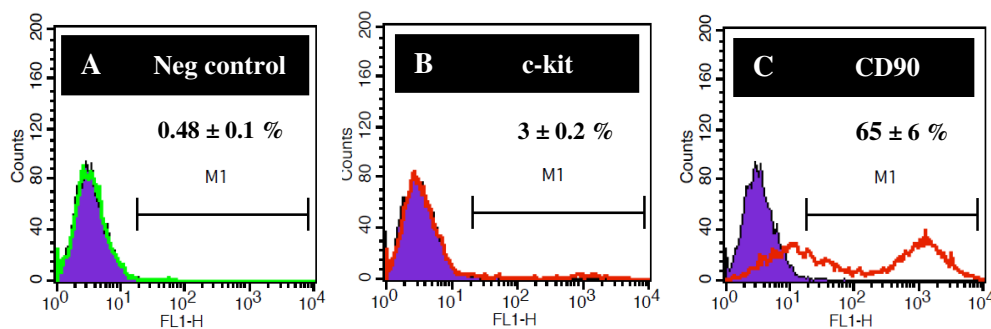 A Neg control
0.48 ± 0.1 %
M1
Counts
0 40 80 120 160 200
10^0 10^1 10^2 10^3 10^4
FL1-H
B c-kit
3 ± 0.2 %
M1
Counts
0 40 80 120 160 200
10^0 10^1 10^2 10^3 10^4
FL1-H
C CD90
65 ± 6 %
M1
Counts
0 40 80 120 160 200
10^0 10^1 10^2 10^3 10^4
FL1-H